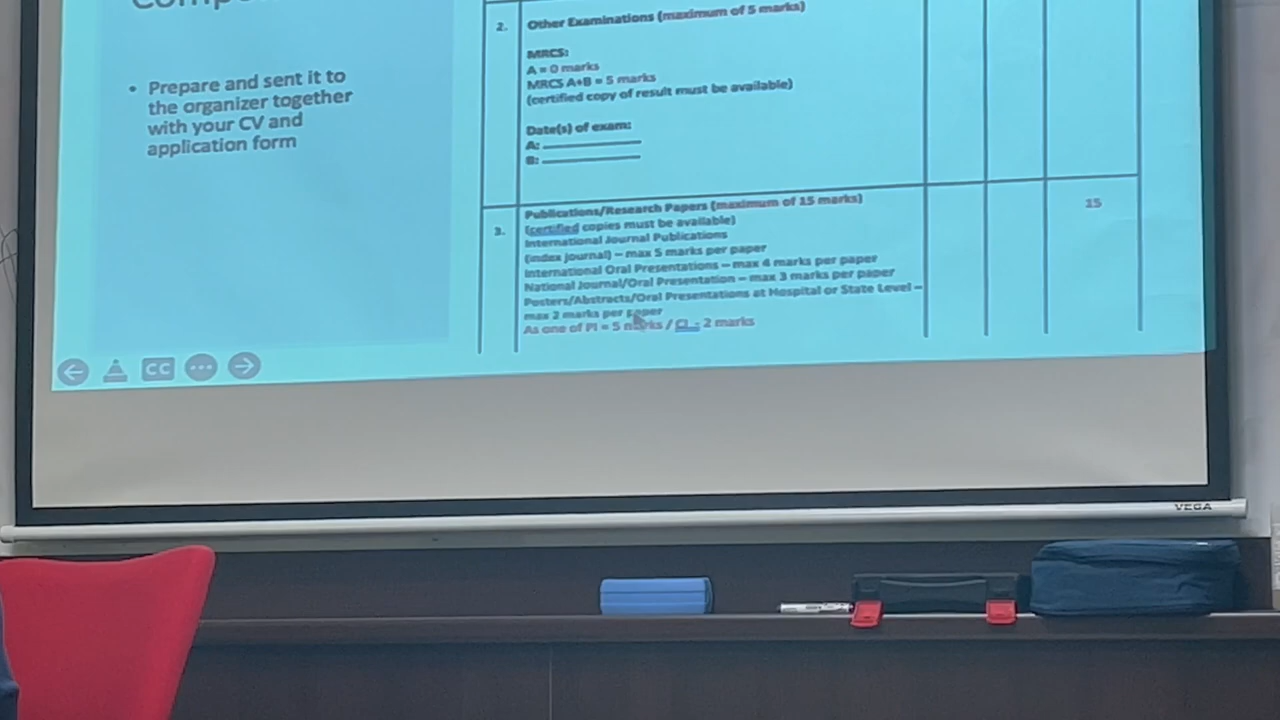 • Prepare and sent it to
the organizer together
with your CV and
application form
2. Other Examinations (maximum of 5 marks)
MRCS:
A = 0 marks
MRCS A+B = 5 marks
(certified copy of result must be available)
Date(s) of exam:
A:
B:
3. Publications/Research Papers (maximum of 15 marks) 15
(certified copies must be available)
International Journal Publications
(index journal) – max 5 marks per paper
International Oral Presentations – max 4 marks per paper
National Journal/Oral Presentation – max 3 marks per paper
Posters/Abstracts/Oral Presentations at Hospital or State Level –
max 2 marks per paper
As one of PI = 5 marks / CI - 2 marks
CC
VEGA